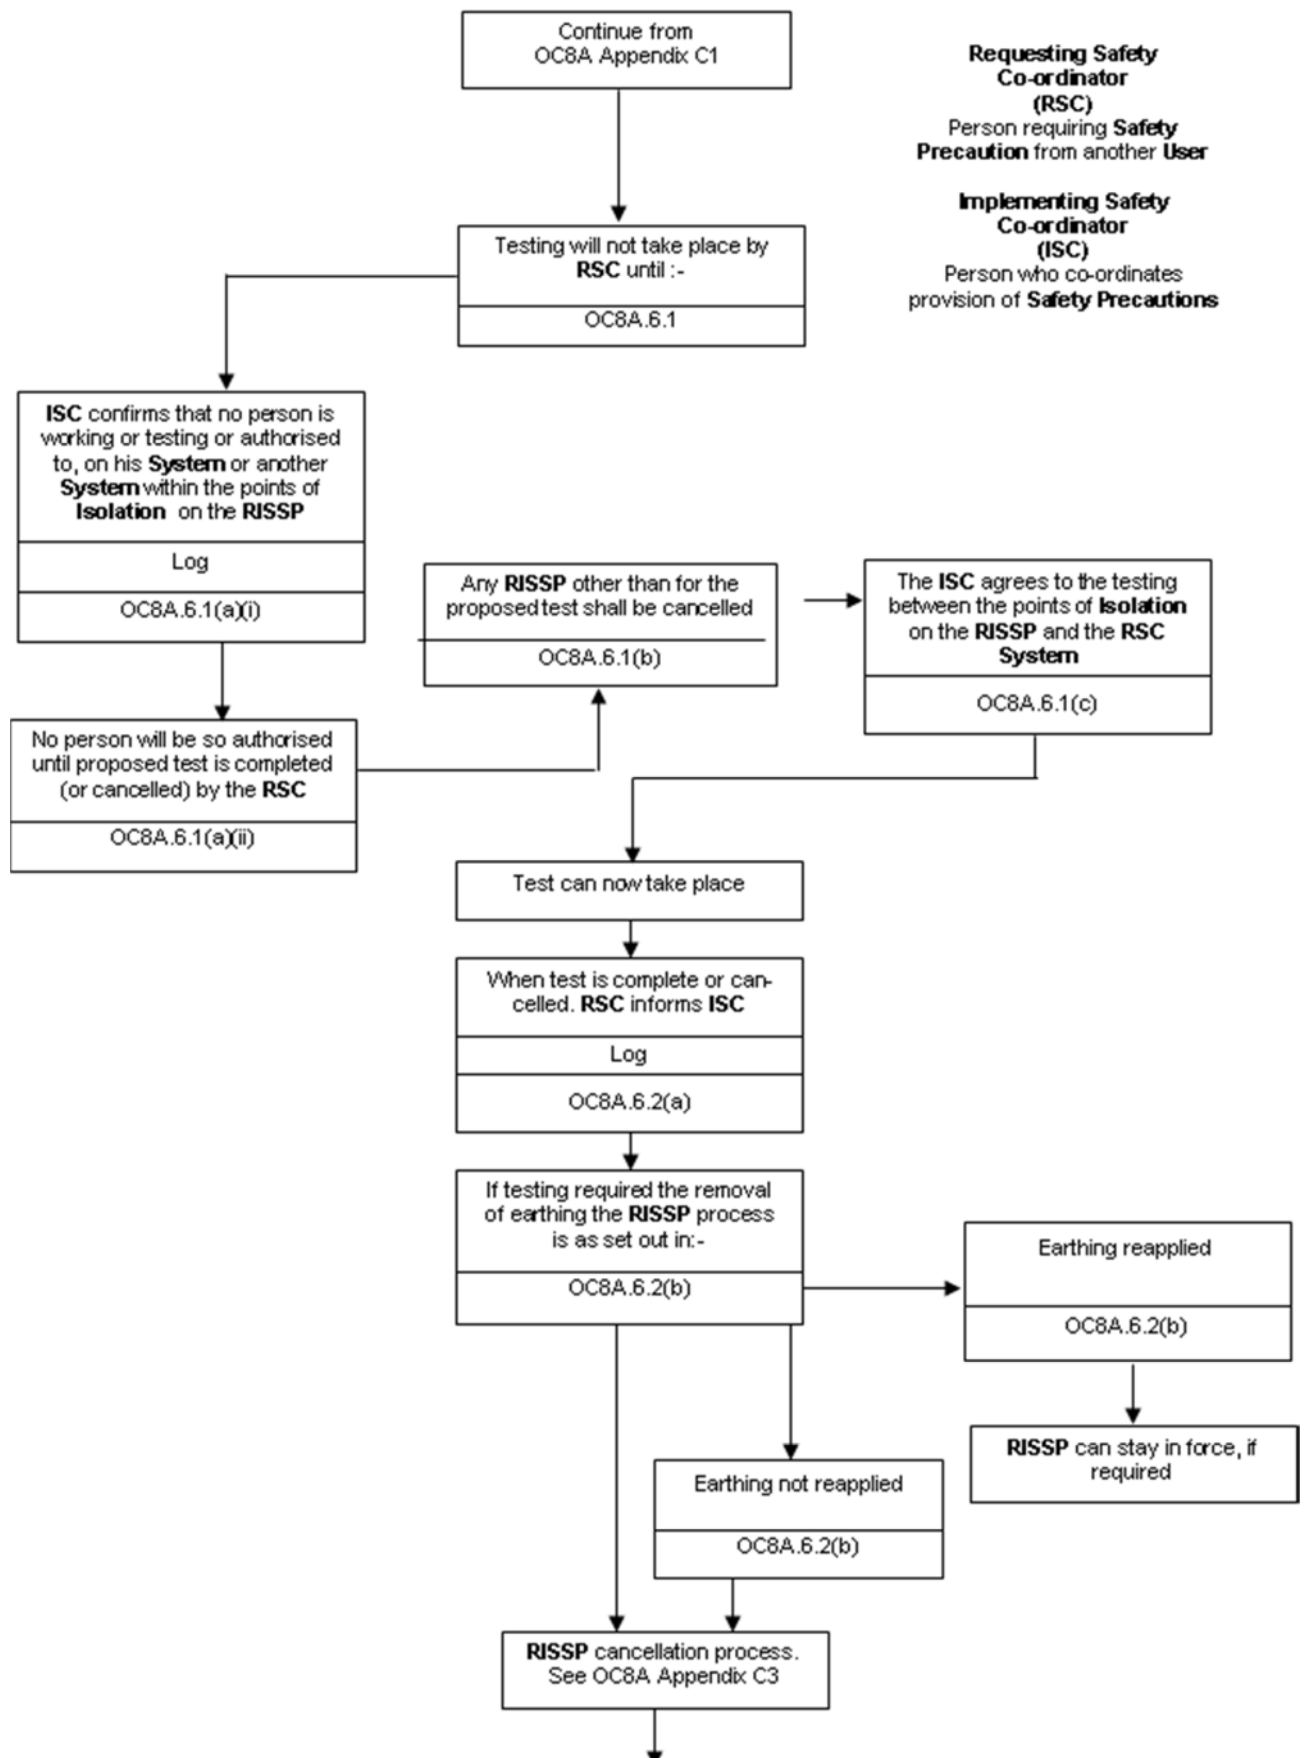 Continue from
OC8A Appendix C1
Requesting Safety
Co-ordinator
(RSC)
Person requiring Safety
Precaution from another User
Implementing Safety
Co-ordinator
(ISC)
Person who co-ordinates
provision of Safety Precautions
Testing will not take place by
RSC until :-
OC8A.6.1
ISC confirms that no person is
working or testing or authorised
to, on his System or another
System within the points of
Isolation on the RISSP
Log
OC8A.6.1(a)(i)
No person will be so authorised
until proposed test is completed
(or cancelled) by the RSC
OC8A.6.1(a)(ii)
Any RISSP other than for the
proposed test shall be cancelled
OC8A.6.1(b)
The ISC agrees to the testing
between the points of Isolation
on the RISSP and the RSC
System
OC8A.6.1(c)
Test can now take place
When test is complete or can-
celled. RSC informs ISC
Log
OC8A.6.2(a)
If testing required the removal
of earthing the RISSP process
is as set out in:-
OC8A.6.2(b)
Earthing reapplied
OC8A.6.2(b)
RISSP can stay in force, if
required
Earthing not reapplied
OC8A.6.2(b)
RISSP cancellation process.
See OC8A Appendix C3